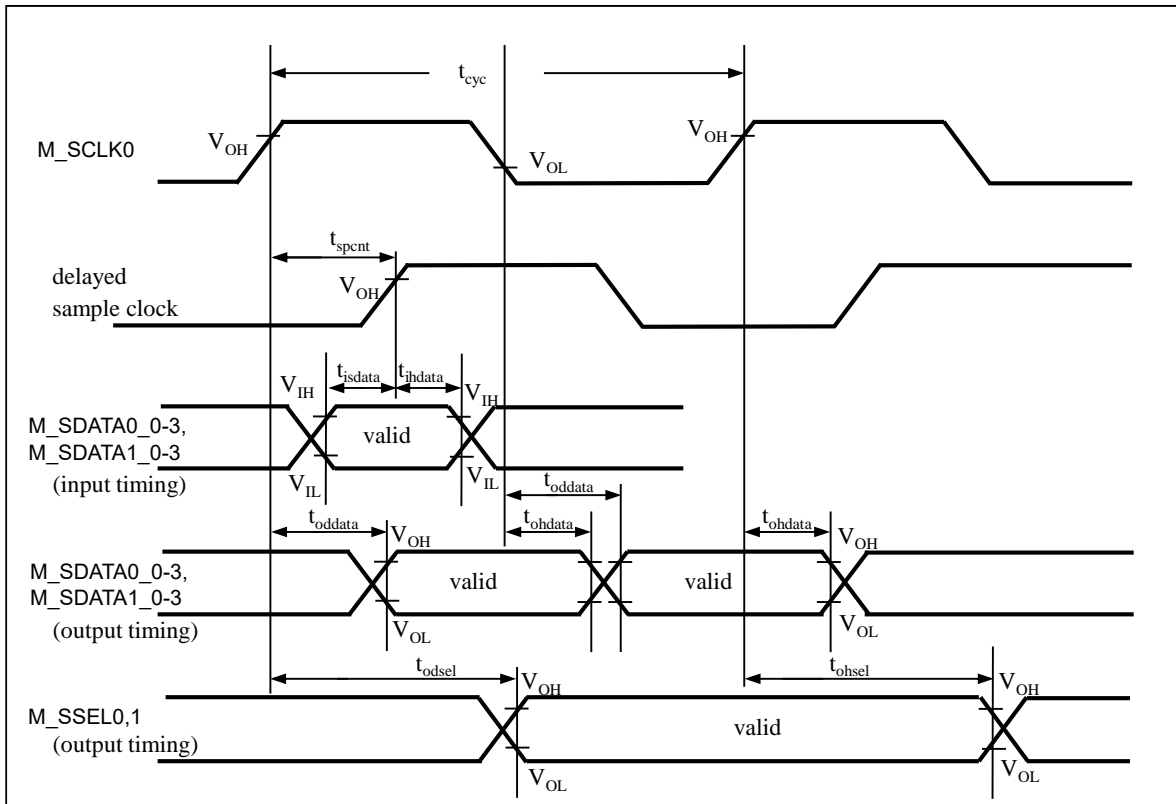 t_cyc
M_SCLK0
V_OH
V_OL
V_OH
t_spcnt
delayed
sample clock
V_OH
t_isdata
t_ihdata
V_IH
V_IH
M_SDATA0_0-3,
M_SDATA1_0-3
(input timing)
valid
V_IL
V_IL
t_oddata
t_oddata
t_ohdata
t_ohdata
V_OH
V_OH
M_SDATA0_0-3,
M_SDATA1_0-3
(output timing)
valid
valid
V_OL
V_OL
t_odsel
t_ohsel
V_OH
V_OH
M_SSEL0,1
(output timing)
valid
V_OL
V_OL